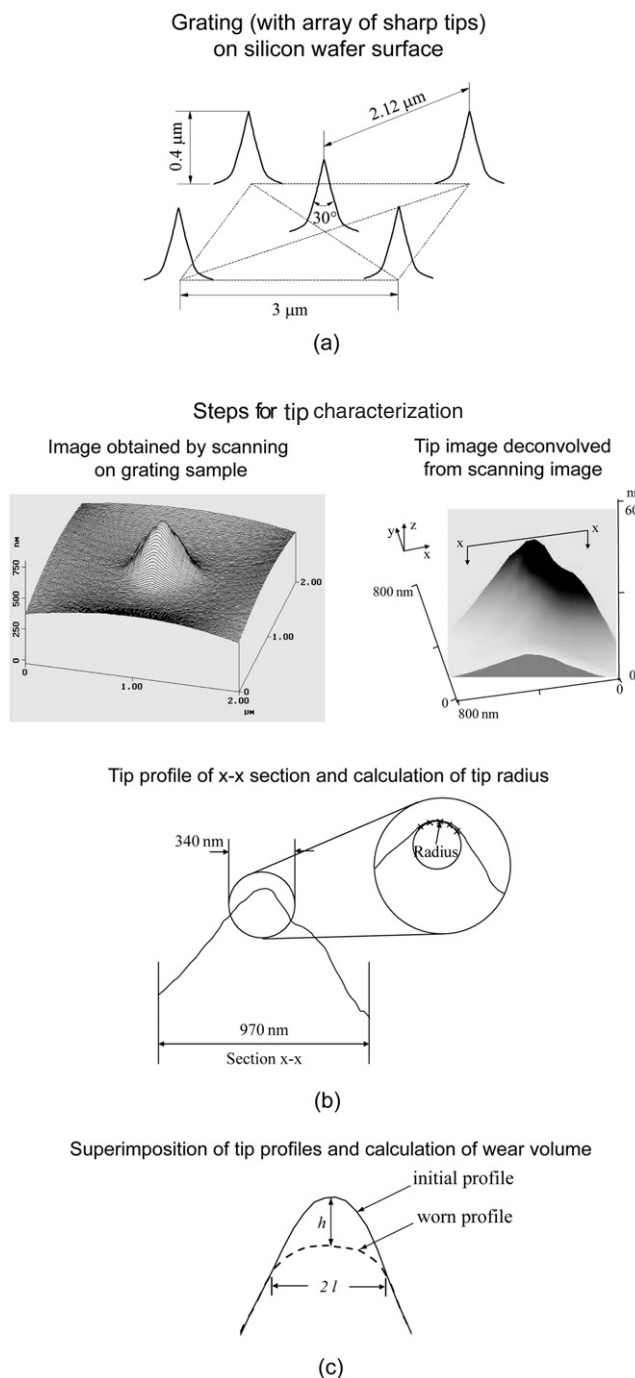 Grating (with array of sharp tips)
on silicon wafer surface
2.12 μm
0.4 μm
30°
3 μm
(a)
Steps for tip characterization
Image obtained by scanning
on grating sample
Tip image deconvolved
from scanning image
nM
750
500
250
0
0
1.00
2.00
μM
0
1.00
2.00
z
y
x
x
x
800 nm
0
800 nm
0
0
60
Tip profile of x-x section and calculation of tip radius
340 nm
Radius
970 nm
Section x-x
(b)
Superimposition of tip profiles and calculation of wear volume
initial profile
worn profile
h
2 l
(c)